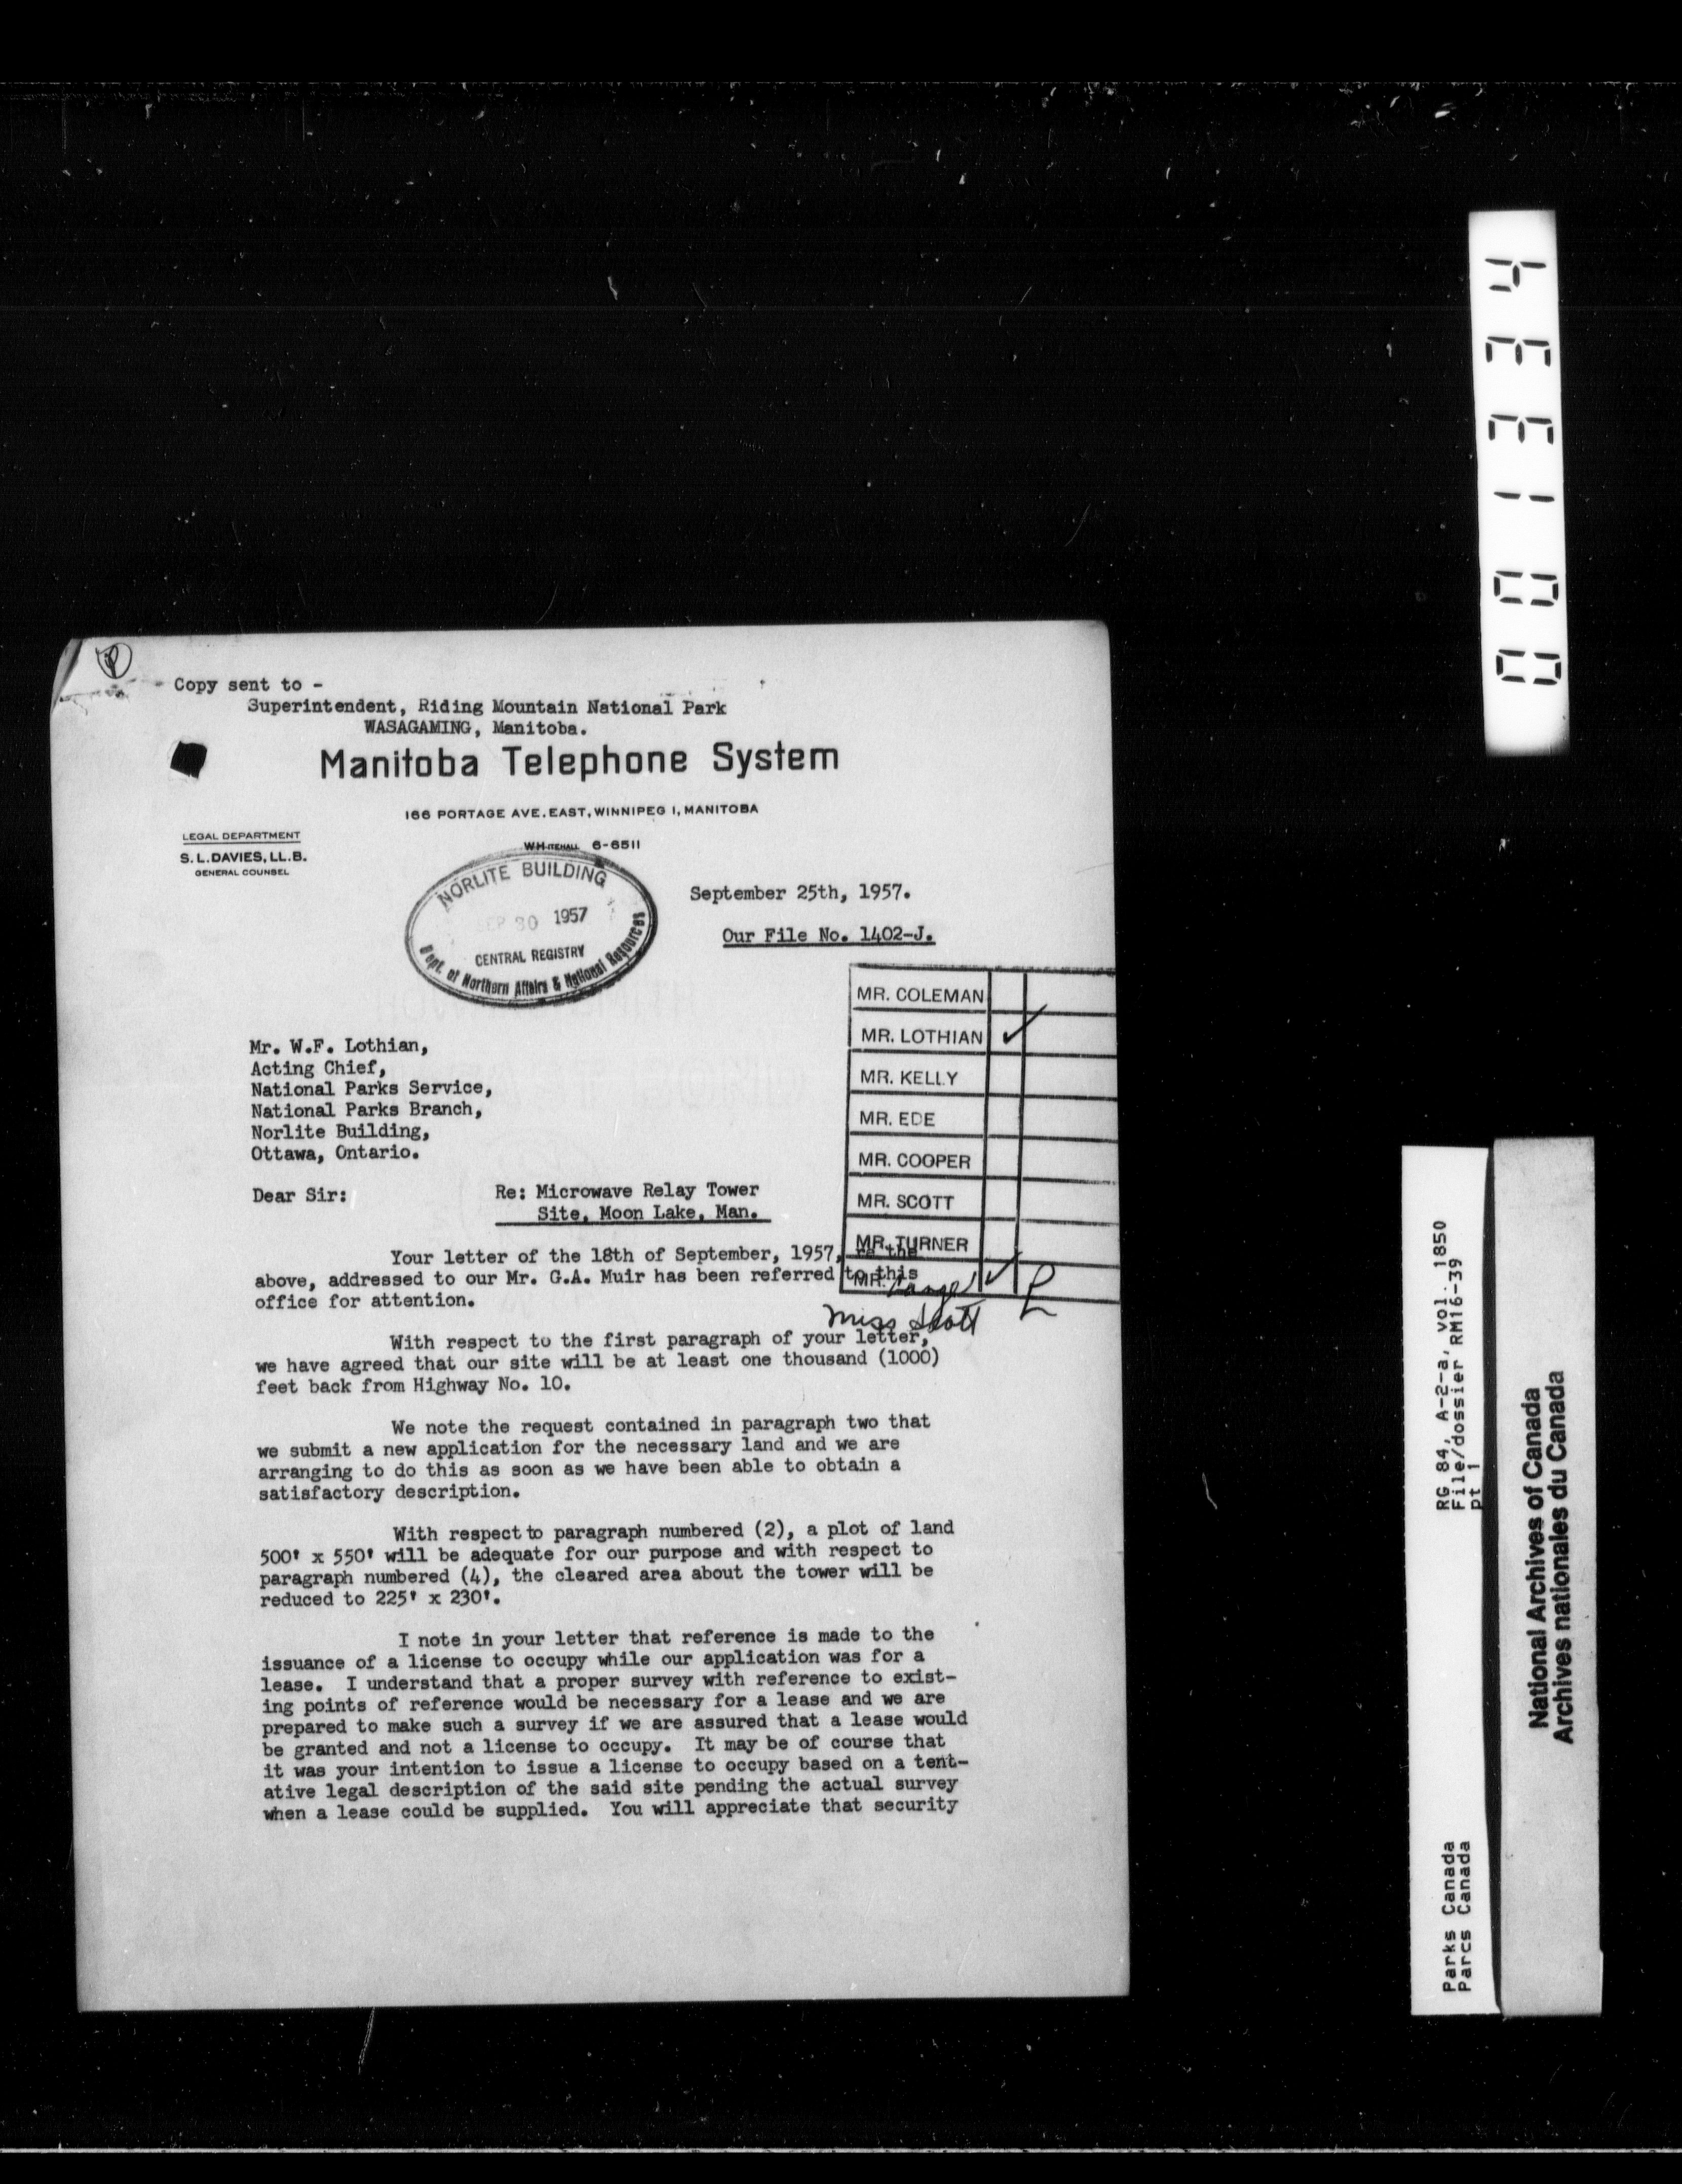 Copy sent to -
Superintendent, Riding Mountain National Park
WASAGAMING, Manitoba.
Manitoba Telephone System
166 PORTAGE AVE. EAST, WINNIPEG 1, MANITOBA
LEGAL DEPARTMENT
S. L. DAVIES, LL. B.
GENERAL COUNSEL
WHITEHALL 6-6511
NORLITE BUILDING
SEP 30 1957
CENTRAL REGISTRY
Dept. of Northern Affairs & National Resources
September 25th, 1957.
Our File No. 1402-J.
MR. COLEMAN
MR. LOTHIAN
MR. KELLY
MR. EDE
MR. COOPER
MR. SCOTT
MR. TURNER
MR.
Miss Scott
Mr. W.F. Lothian,
Acting Chief,
National Parks Service,
National Parks Branch,
Norlite Building,
Ottawa, Ontario.
Dear Sir:
Re: Microwave Relay Tower
Site, Moon Lake, Man.
Your letter of the 18th of September, 1957, re the
above, addressed to our Mr. G.A. Muir has been referred to this
office for attention.
With respect to the first paragraph of your letter,
we have agreed that our site will be at least one thousand (1000)
feet back from Highway No. 10.
We note the request contained in paragraph two that
we submit a new application for the necessary land and we are
arranging to do this as soon as we have been able to obtain a
satisfactory description.
With respect to paragraph numbered (2), a plot of land
500' x 550' will be adequate for our purpose and with respect to
paragraph numbered (4), the cleared area about the tower will be
reduced to 225' x 230'.
I note in your letter that reference is made to the
issuance of a license to occupy while our application was for a
lease. I understand that a proper survey with reference to exist-
ing points of reference would be necessary for a lease and we are
prepared to make such a survey if we are assured that a lease would
be granted and not a license to occupy. It may be of course that
it was your intention to issue a license to occupy based on a tent-
ative legal description of the said site pending the actual survey
when a lease could be supplied. You will appreciate that security
001334
RG 84, A-2-a, vol. 1850
File/dossier RM16-39
pt 1
Parks Canada
Parcs Canada
National Archives of Canada
Archives nationales du Canada